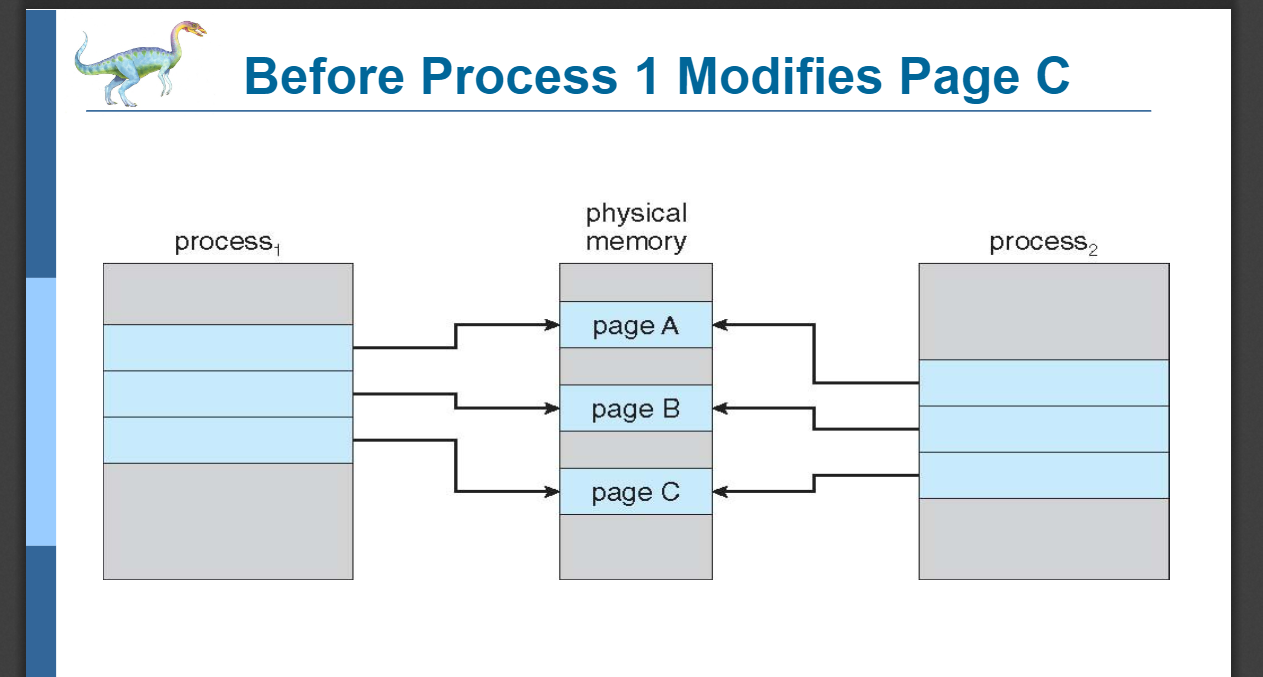 Before Process 1 Modifies Page C
physical
memory
process₁
process₂
page A
page B
page C